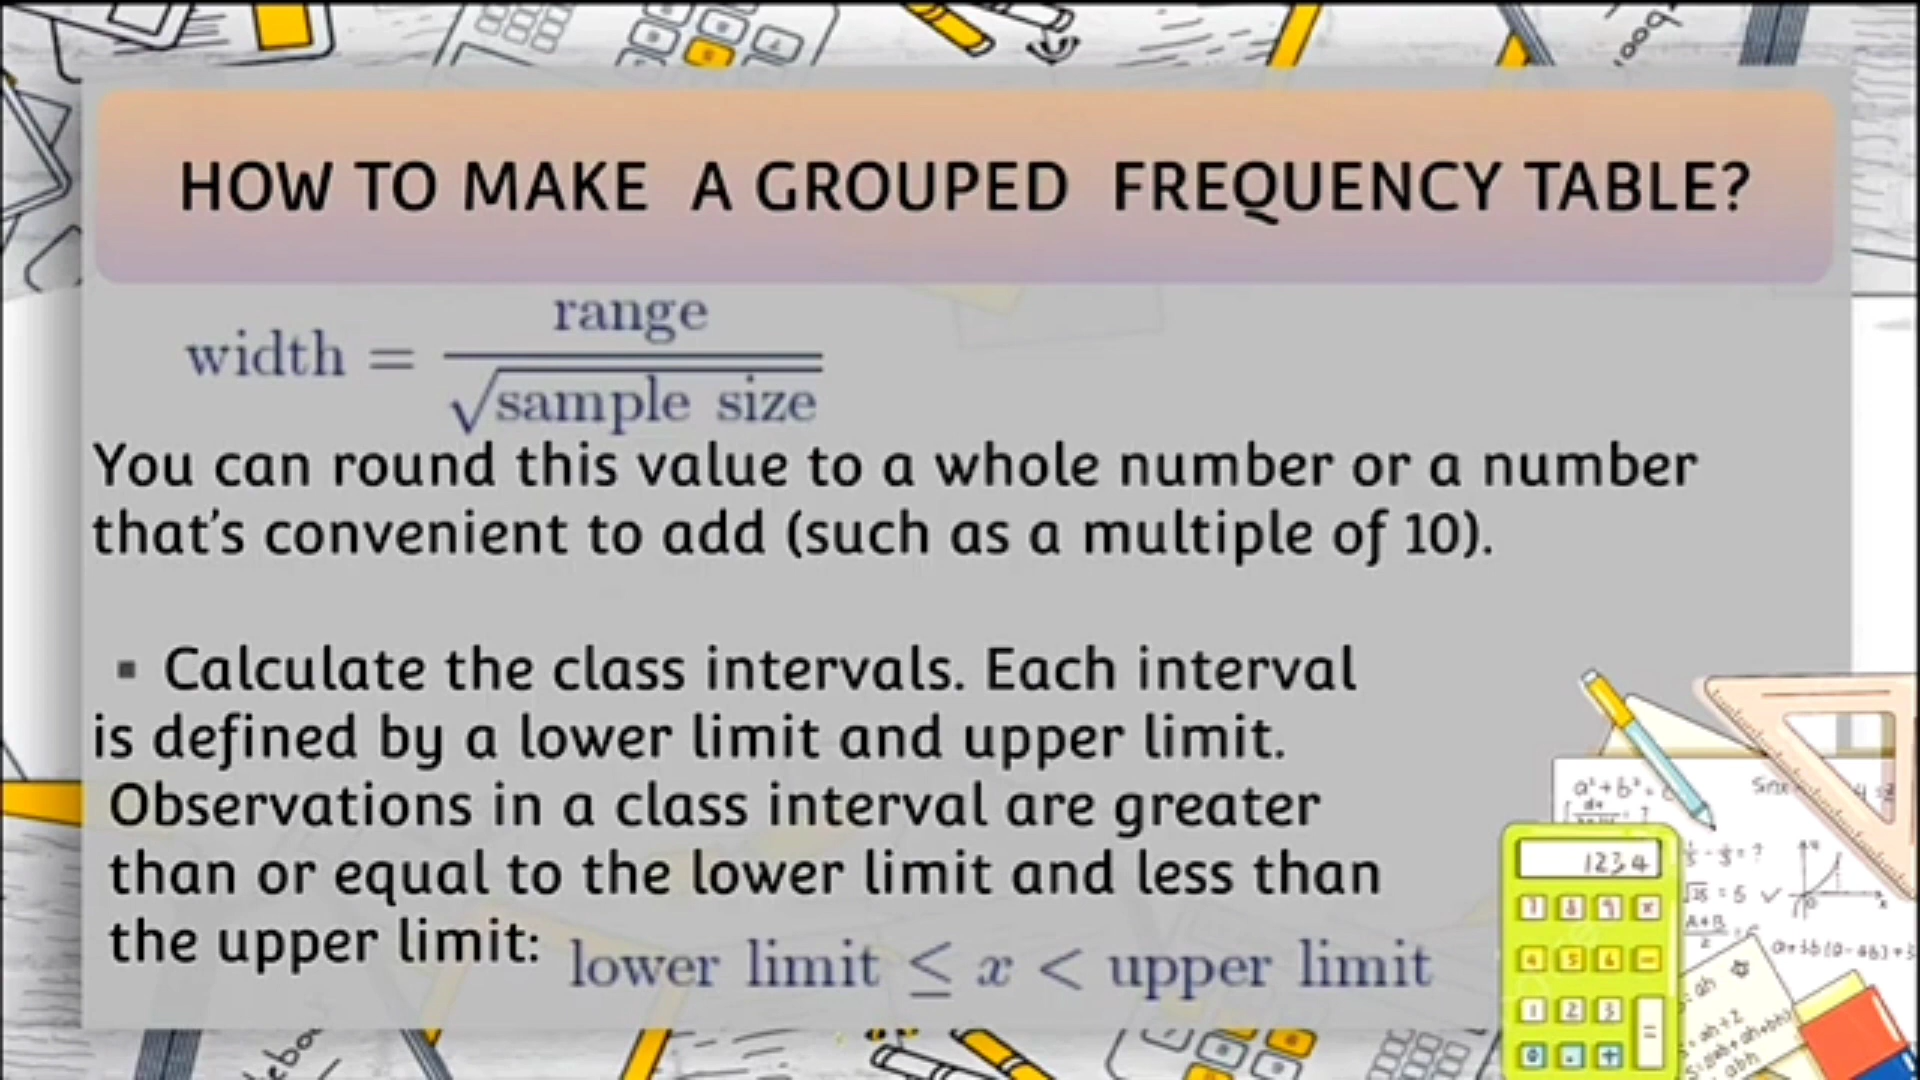 HOW TO MAKE A GROUPED FREQUENCY TABLE?
width = range / √sample size
You can round this value to a whole number or a number
that's convenient to add (such as a multiple of 10).
▪ Calculate the class intervals. Each interval
is defined by a lower limit and upper limit.
Observations in a class interval are greater
than or equal to the lower limit and less than
the upper limit: lower limit ≤ x < upper limit
1234